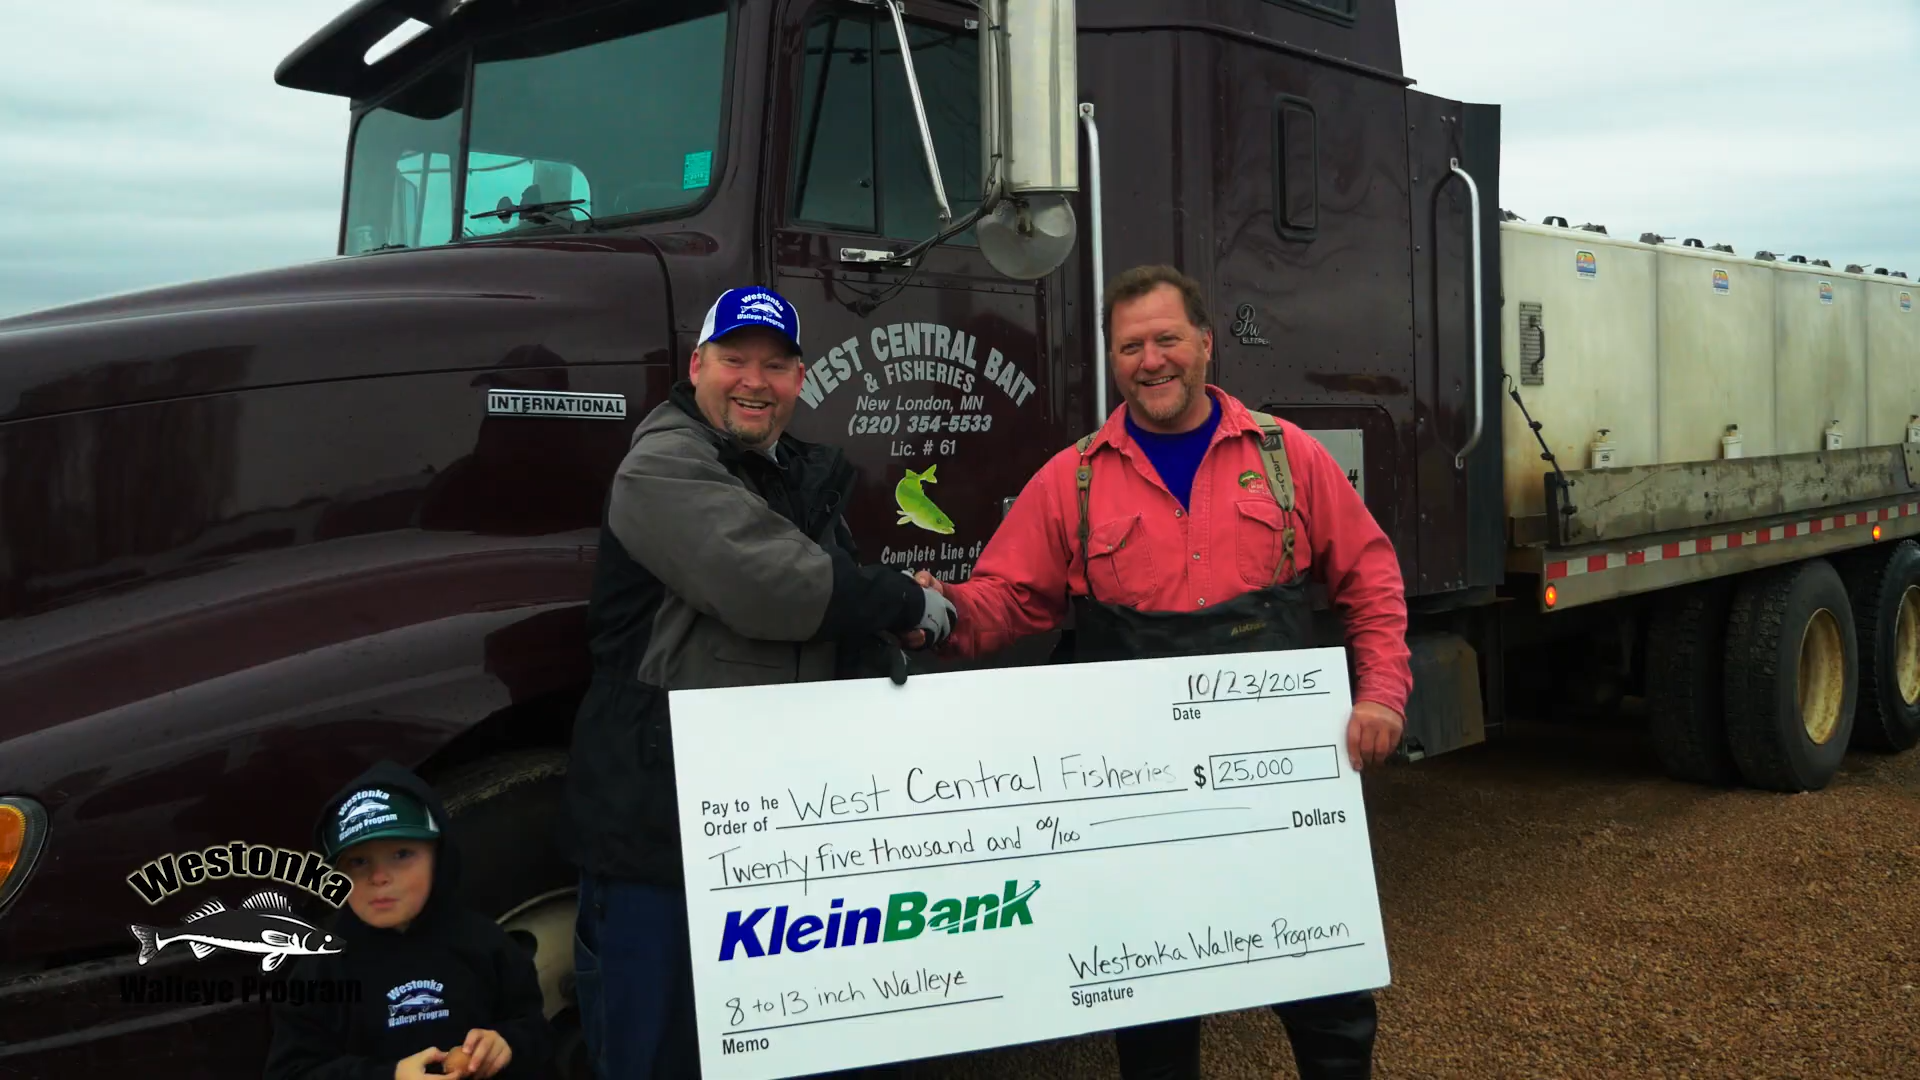 INTERNATIONAL
WEST CENTRAL BAIT
& FISHERIES
New London, MN
(320) 354-5533
Lic. # 61
Complete Line of
and
Westonka
Walleye Program
10/23/2015
Date
Pay to he
Order of West Central Fisheries $ 25,000
Twenty five thousand and 00/100 Dollars
KleinBank
8 to 13 inch Walleye
Memo
Westonka Walleye Program
Signature
Westonka
Walleye Program
Westonka
Walleye Program
Westonka
Walleye Program
SLEEPER
#